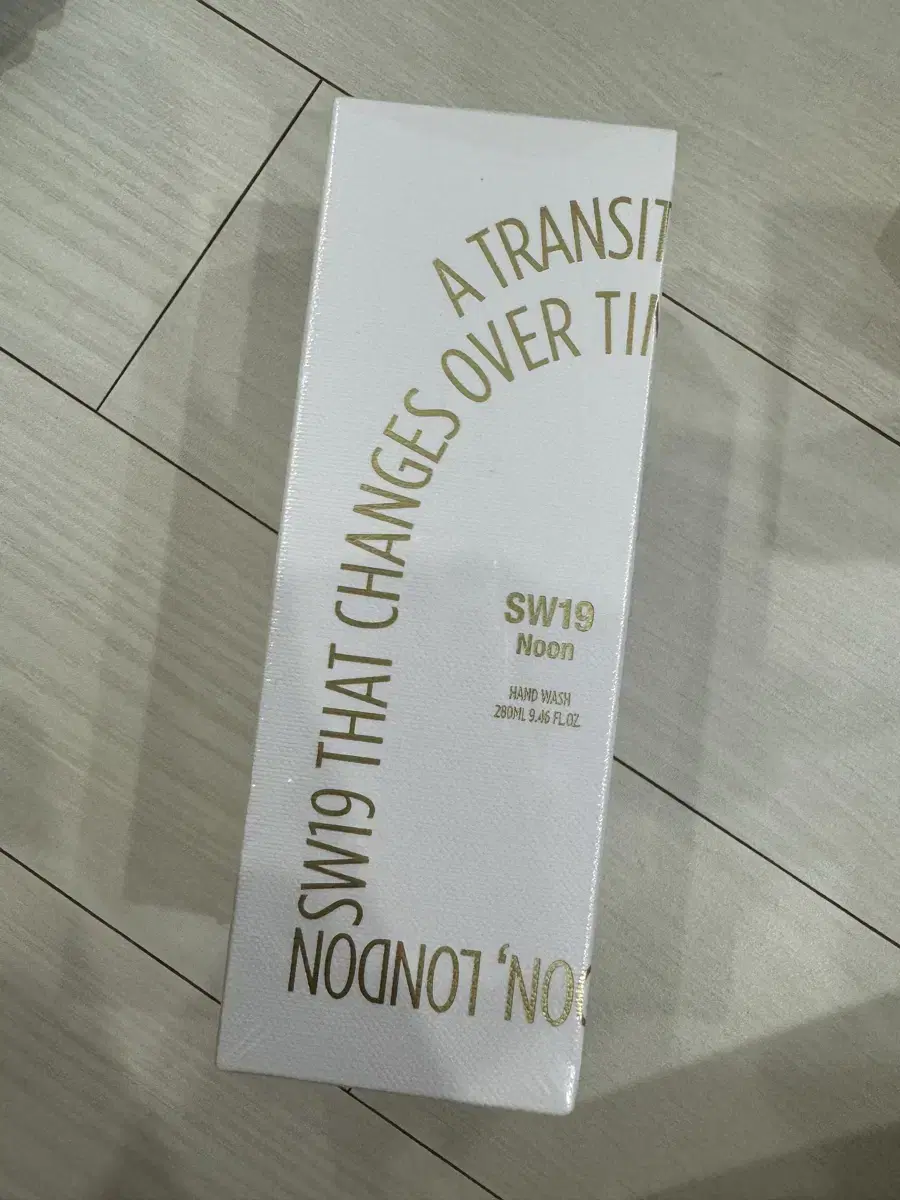 A TRANSIT
SW19 THAT CHANGES OVER TI
SW19
Noon
HAND WASH
280ML 9.46 FL.OZ.
ON, LONDON